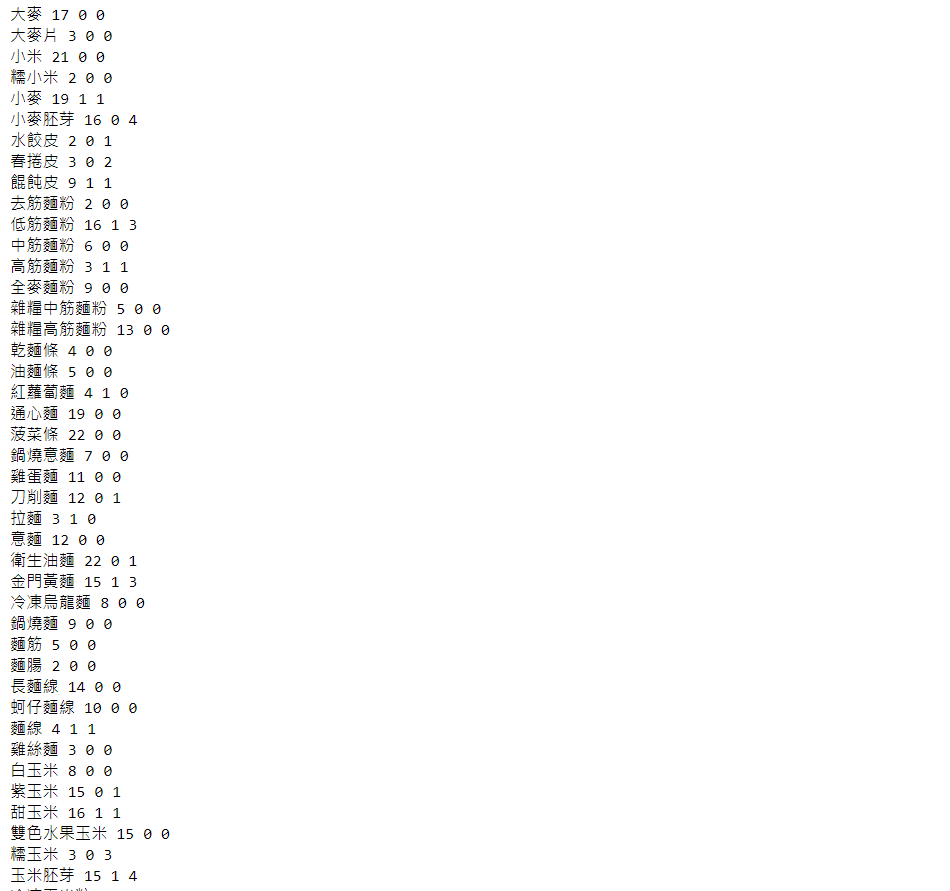 大麥 17 0 0
大麥片 3 0 0
小米 21 0 0
糯小米 2 0 0
小麥 19 1 1
小麥胚芽 16 0 4
水餃皮 2 0 1
春捲皮 3 0 2
餛飩皮 9 1 1
去筋麵粉 2 0 0
低筋麵粉 16 1 3
中筋麵粉 6 0 0
高筋麵粉 3 1 1
全麥麵粉 9 0 0
雜糧中筋麵粉 5 0 0
雜糧高筋麵粉 13 0 0
乾麵條 4 0 0
油麵條 5 0 0
紅蘿蔔麵 4 1 0
通心麵 19 0 0
菠菜條 22 0 0
鍋燒意麵 7 0 0
雞蛋麵 11 0 0
刀削麵 12 0 1
拉麵 3 1 0
意麵 12 0 0
衛生油麵 22 0 1
金門黃麵 15 1 3
冷凍烏龍麵 8 0 0
鍋燒麵 9 0 0
麵筋 5 0 0
麵腸 2 0 0
長麵線 14 0 0
蚵仔麵線 10 0 0
麵線 4 1 1
雞絲麵 3 0 0
白玉米 8 0 0
紫玉米 15 0 1
甜玉米 16 1 1
雙色水果玉米 15 0 0
糯玉米 3 0 3
玉米胚芽 15 1 4